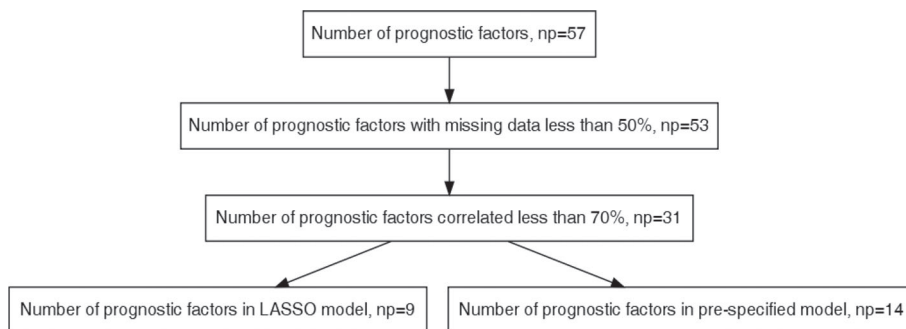 Number of prognostic factors, np=57
Number of prognostic factors with missing data less than 50%, np=53
Number of prognostic factors correlated less than 70%, np=31
Number of prognostic factors in LASSO model, np=9
Number of prognostic factors in pre-specified model, np=14